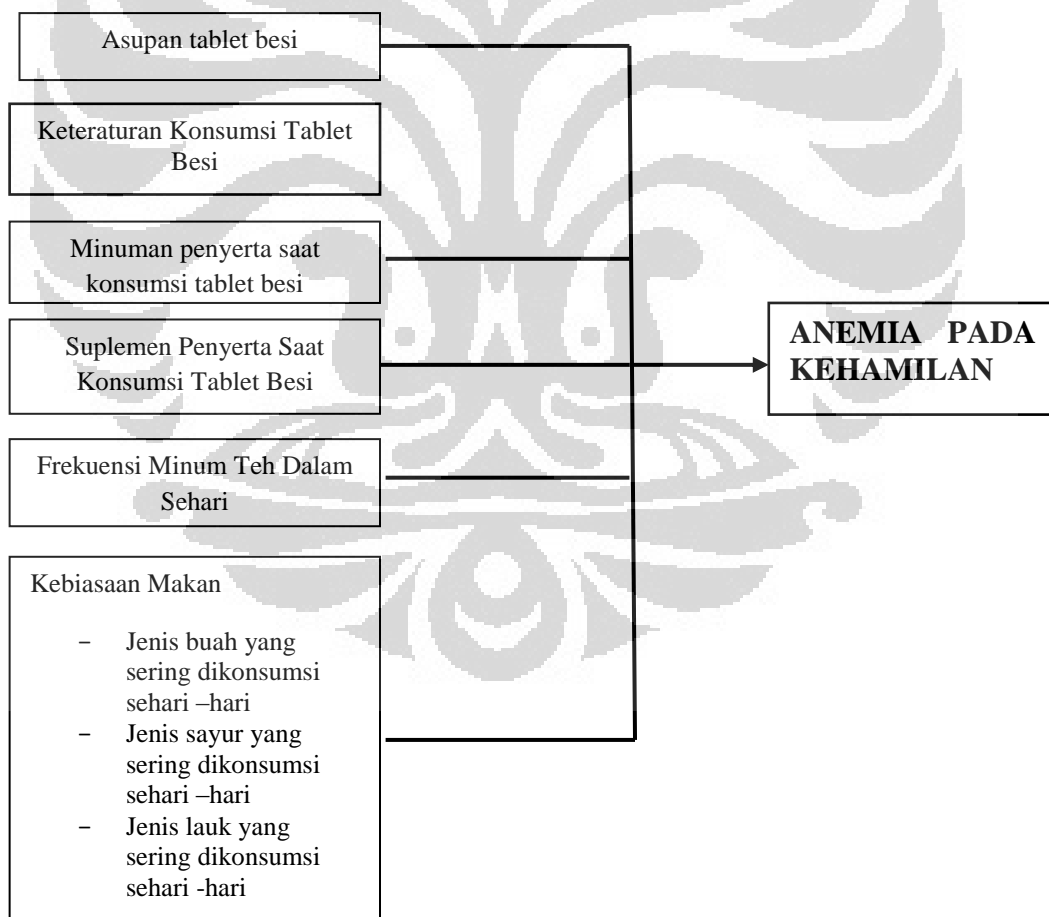 Asupan tablet besi
Keteraturan Konsumsi Tablet
Besi
Minuman penyerta saat
konsumsi tablet besi
Suplemen Penyerta Saat
Konsumsi Tablet Besi
ANEMIA PADA
KEHAMILAN
Frekuensi Minum Teh Dalam
Sehari
Kebiasaan Makan
- Jenis buah yang
sering dikonsumsi
sehari –hari
- Jenis sayur yang
sering dikonsumsi
sehari –hari
- Jenis lauk yang
sering dikonsumsi
sehari -hari